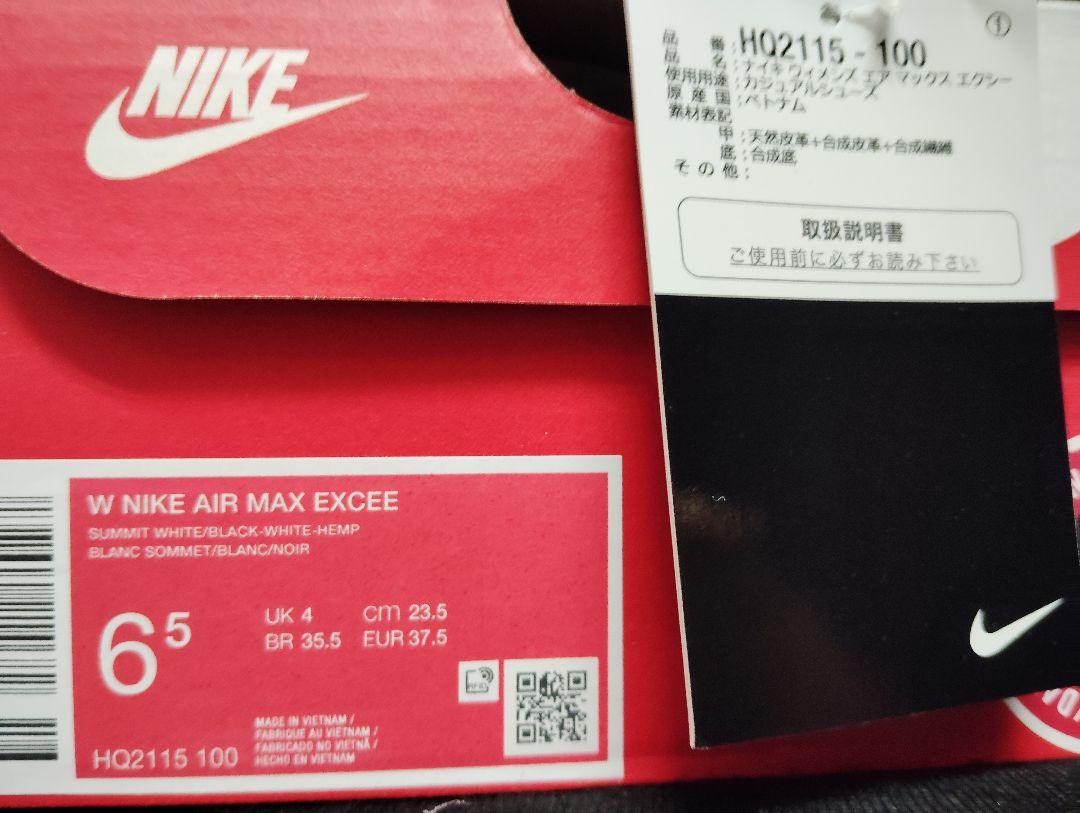 NIKE
①
品番:HQ2115-100
品名:ナイキ ウィメンズ エア マックス エクシー
使用用途:カジュアルシューズ
原産国:ベトナム
素材表記
甲:天然皮革+合成皮革+合成繊維
底:合成底
その他:
取扱説明書
ご使用前に必ずお読み下さい
W NIKE AIR MAX EXCEE
SUMMIT WHITE/BLACK-WHITE-HEMP
BLANC SOMMET/BLANC/NOIR
6 5
UK 4 cm 23.5
BR 35.5 EUR 37.5
RFID
MADE IN VIETNAM /
FABRIQUE AU VIETNAM /
FABRICADO NO VIETNÃ /
HECHO EN VIETNAM
HQ2115 100